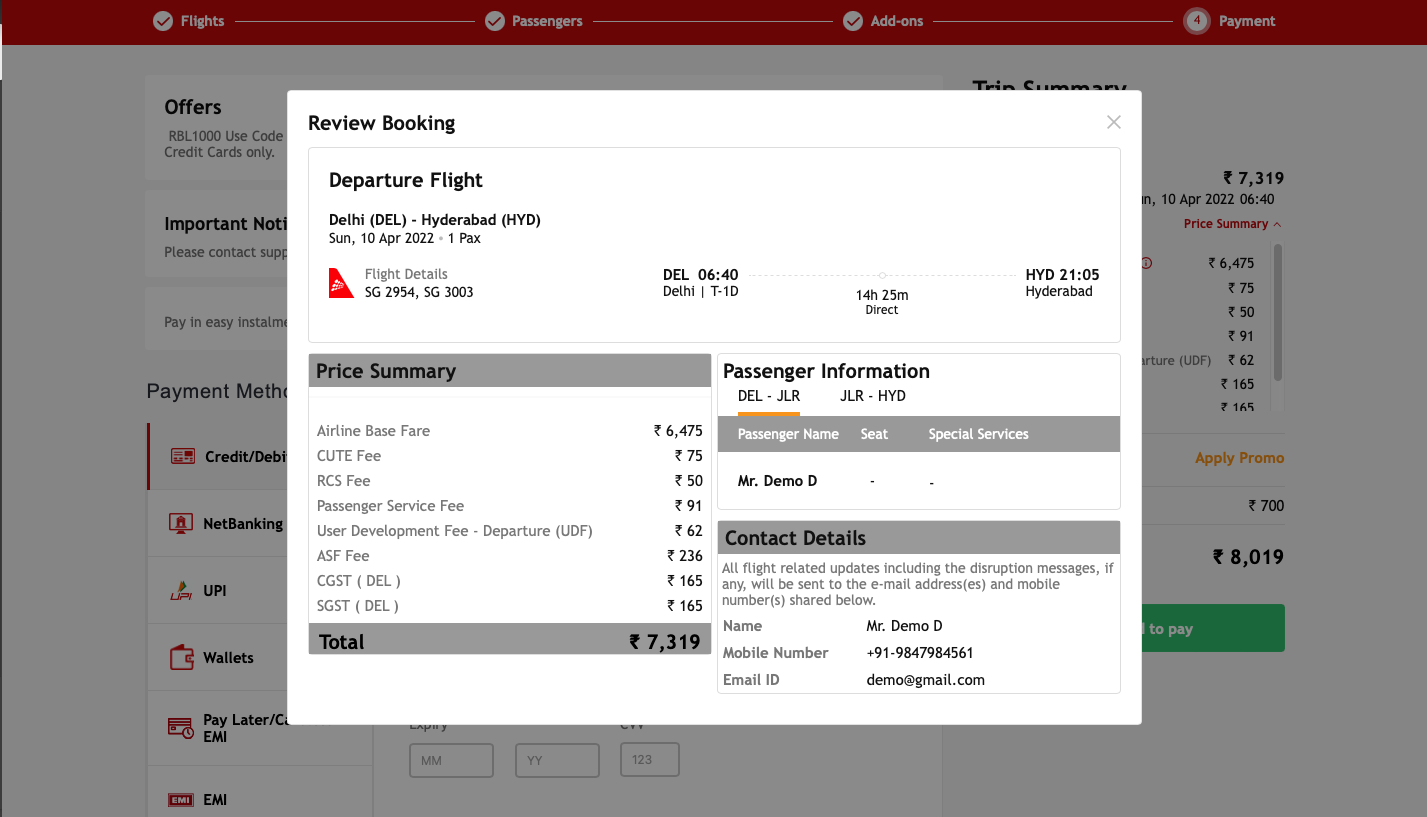 Flights
Passengers
Add-ons
4 Payment
Offers
RBL1000 Use Code
Credit Cards only.
Important Noti
Please contact supp
Pay in easy instalme
Payment Metho
Credit/Debi
NetBanking
UPI
Wallets
Pay Later/Ca
EMI
EMI EMI
Review Booking
Departure Flight
Delhi (DEL) - Hyderabad (HYD)
Sun, 10 Apr 2022 • 1 Pax
Flight Details
SG 2954, SG 3003
DEL 06:40
Delhi | T-1D
14h 25m
Direct
HYD 21:05
Hyderabad
Price Summary
Airline Base Fare ₹ 6,475
CUTE Fee ₹ 75
RCS Fee ₹ 50
Passenger Service Fee ₹ 91
User Development Fee - Departure (UDF) ₹ 62
ASF Fee ₹ 236
CGST ( DEL ) ₹ 165
SGST ( DEL ) ₹ 165
Total ₹ 7,319
Passenger Information
DEL - JLR JLR - HYD
Passenger Name Seat Special Services
Mr. Demo D - -
Contact Details
All flight related updates including the disruption messages, if
any, will be sent to the e-mail address(es) and mobile
number(s) shared below.
Name Mr. Demo D
Mobile Number +91-9847984561
Email ID demo@gmail.com
Expiry CVV
MM YY 123
Trip Summary
₹ 7,319
un, 10 Apr 2022 06:40
Price Summary
₹ 6,475
₹ 75
₹ 50
₹ 91
arture (UDF) ₹ 62
₹ 165
₹ 165
Apply Promo
₹ 700
₹ 8,019
to pay